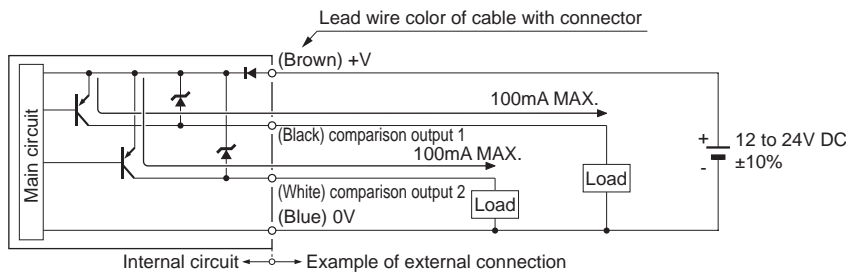 Lead wire color of cable with connector
(Brown) +V
100mA MAX.
Main circuit
(Black) comparison output 1
100mA MAX.
+
12 to 24V DC
±10%
-
Load
Load
(White) comparison output 2
(Blue) 0V
Internal circuit
Example of external connection